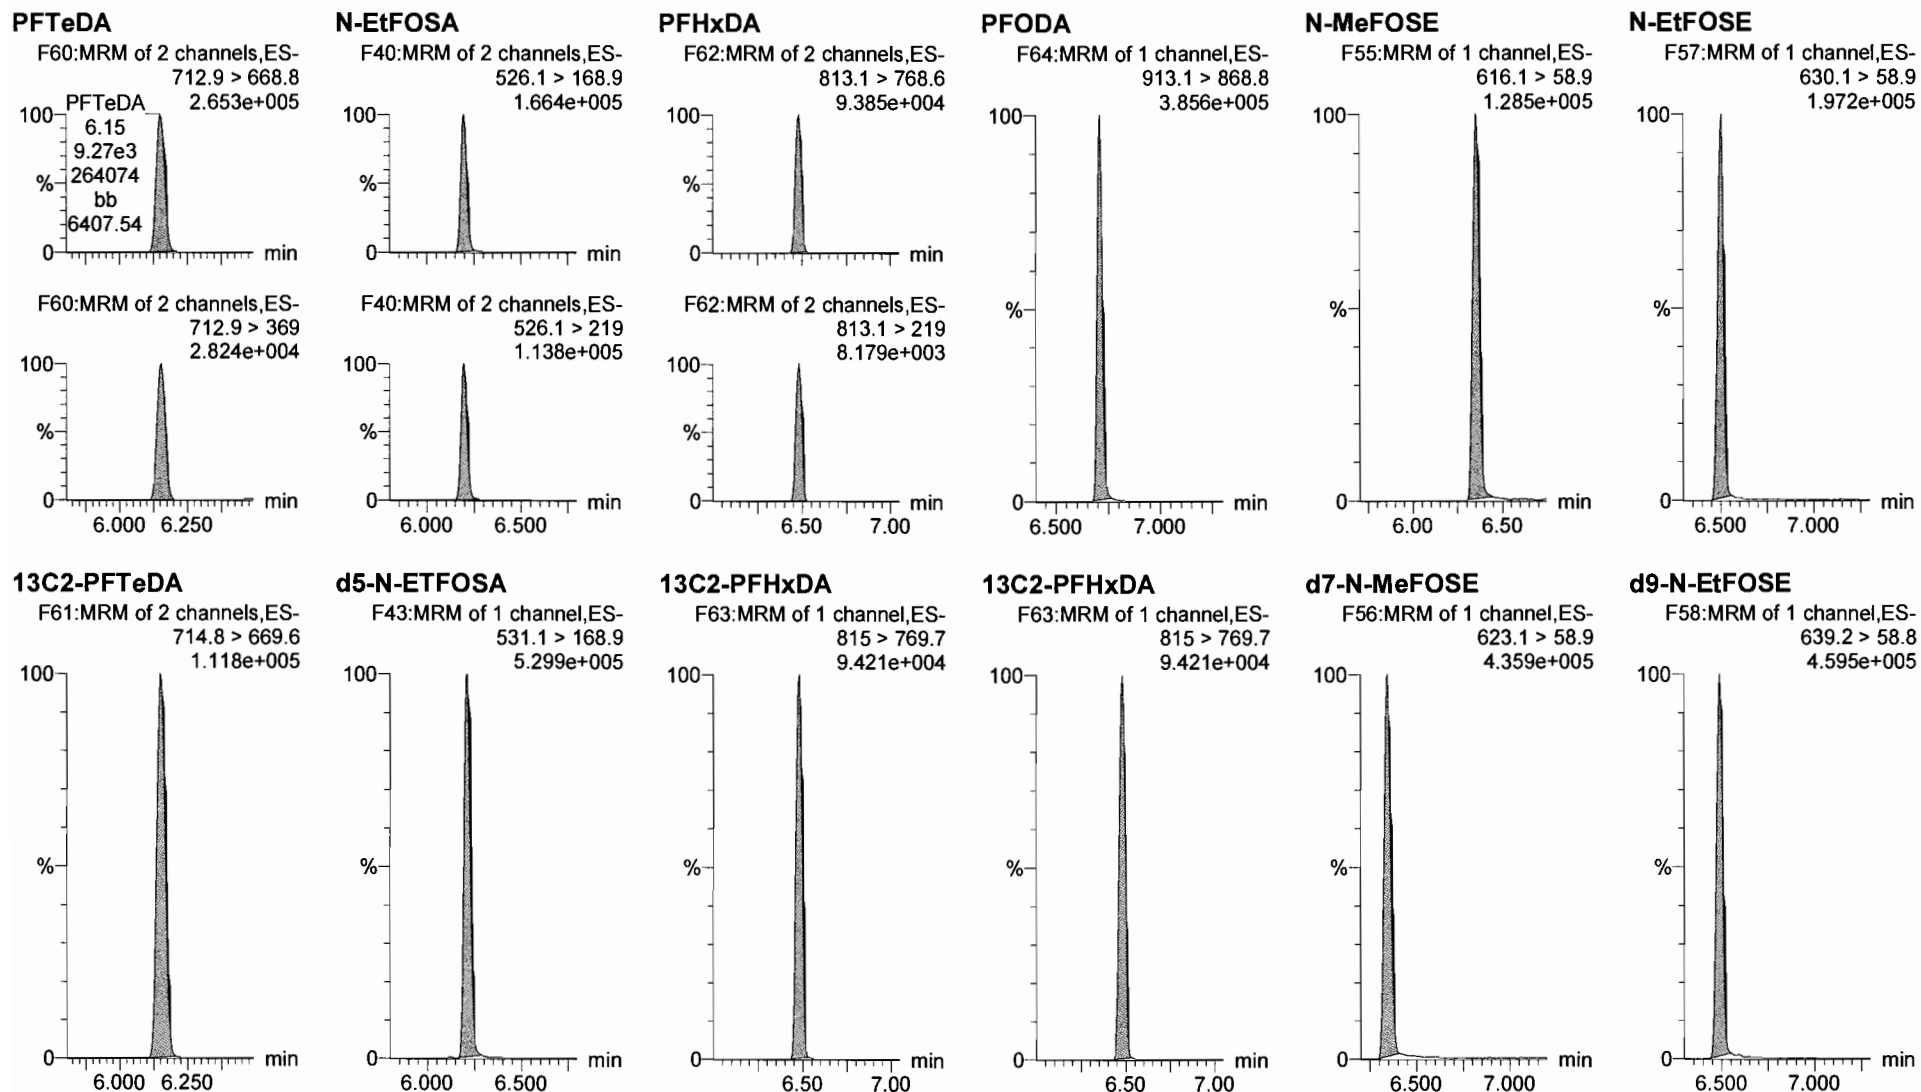 PFTeDA
F60:MRM of 2 channels,ES-
712.9 > 668.8
2.653e+005
100
PFTeDA
6.15
9.27e3
264074
bb
6407.54
%
0
min
F60:MRM of 2 channels,ES-
712.9 > 369
2.824e+004
100
%
0
min
6.000 6.250
N-EtFOSA
F40:MRM of 2 channels,ES-
526.1 > 168.9
1.664e+005
100
%
0
min
F40:MRM of 2 channels,ES-
526.1 > 219
1.138e+005
100
%
0
min
6.000 6.500
PFHxDA
F62:MRM of 2 channels,ES-
813.1 > 768.6
9.385e+004
100
%
0
min
F62:MRM of 2 channels,ES-
813.1 > 219
8.179e+003
100
%
0
min
6.50 7.00
PFODA
F64:MRM of 1 channel,ES-
913.1 > 868.8
3.856e+005
100
%
0
min
6.500 7.000
N-MeFOSE
F55:MRM of 1 channel,ES-
616.1 > 58.9
1.285e+005
100
%
0
min
6.00 6.50
N-EtFOSE
F57:MRM of 1 channel,ES-
630.1 > 58.9
1.972e+005
100
%
0
min
6.500 7.000
13C2-PFTeDA
F61:MRM of 2 channels,ES-
714.8 > 669.6
1.118e+005
100
%
0
min
6.000 6.250
d5-N-ETFOSA
F43:MRM of 1 channel,ES-
531.1 > 168.9
5.299e+005
100
%
0
min
6.000 6.500
13C2-PFHxDA
F63:MRM of 1 channel,ES-
815 > 769.7
9.421e+004
100
%
0
min
6.50 7.00
13C2-PFHxDA
F63:MRM of 1 channel,ES-
815 > 769.7
9.421e+004
100
%
0
min
6.50 7.00
d7-N-MeFOSE
F56:MRM of 1 channel,ES-
623.1 > 58.9
4.359e+005
100
%
0
min
6.500 7.000
d9-N-EtFOSE
F58:MRM of 1 channel,ES-
639.2 > 58.8
4.595e+005
100
%
0
min
6.500 7.000